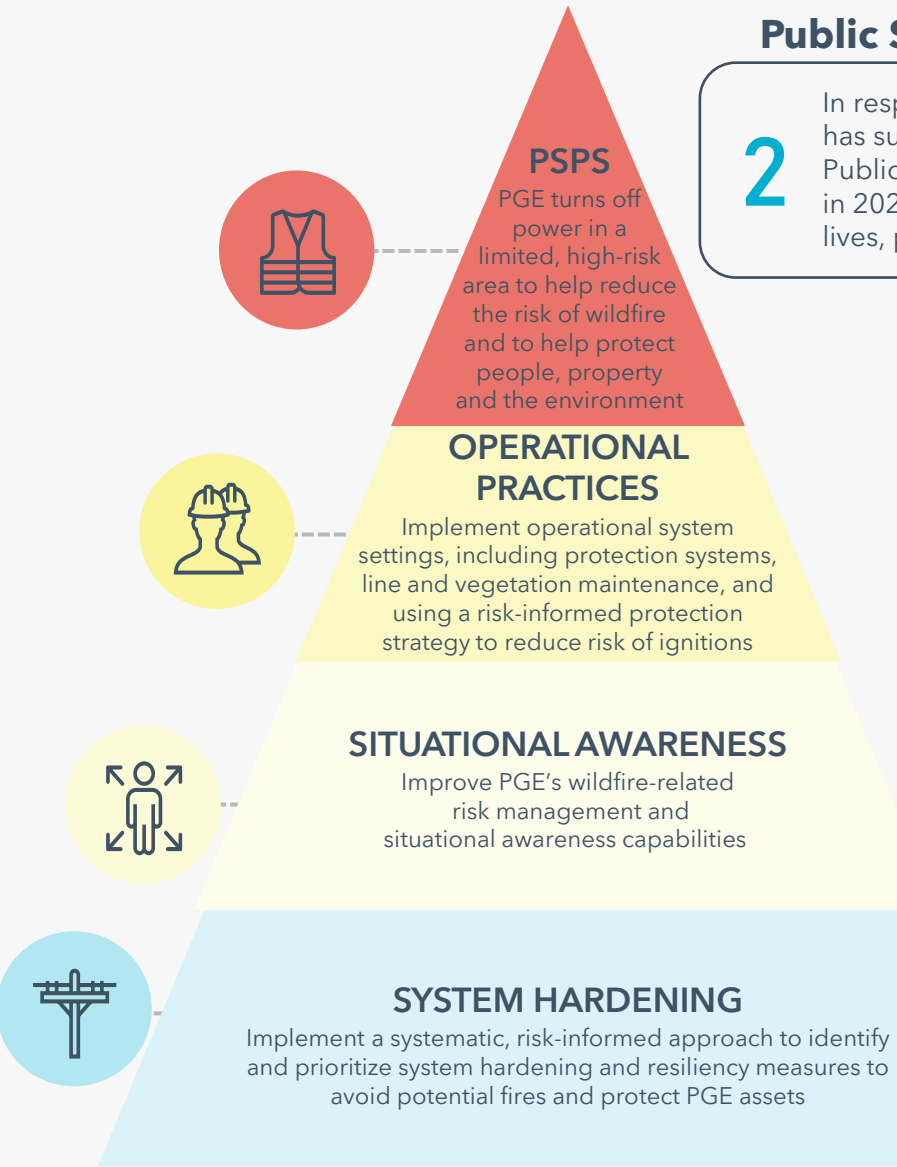 Public
2
In
has
Public
in
lives,
PSPS
PGE turns off
power in a
limited, high-risk
area to help reduce
the risk of wildfire
and to help protect
people, property
and the environment
OPERATIONAL
PRACTICES
Implement operational system
settings, including protection systems,
line and vegetation maintenance, and
using a risk-informed protection
strategy to reduce risk of ignitions
SITUATIONAL AWARENESS
Improve PGE’s wildfire-related
risk management and
situational awareness capabilities
SYSTEM HARDENING
Implement a systematic, risk-informed approach to identify
and prioritize system hardening and resiliency measures to
avoid potential fires and protect PGE assets